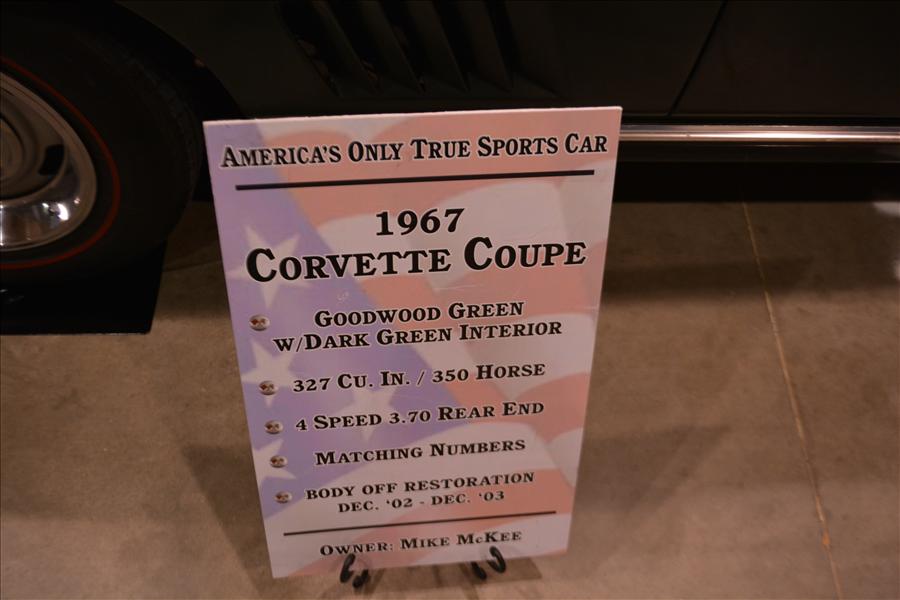 AMERICA'S ONLY TRUE SPORTS CAR
1967
CORVETTE COUPE
GOODWOOD GREEN
W/DARK GREEN INTERIOR
327 CU. IN. / 350 HORSE
4 SPEED 3.70 REAR END
MATCHING NUMBERS
BODY OFF RESTORATION
DEC. '02 - DEC. '03
OWNER: MIKE MCKEE